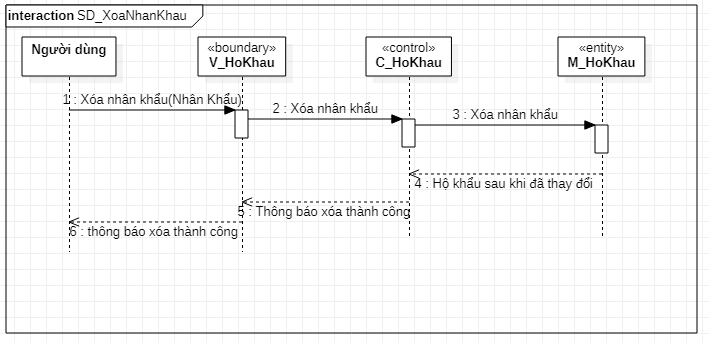 interaction SD_XoaNhanKhau
Người dùng
«boundary»
V_HoKhau
«control»
C_HoKhau
«entity»
M_HoKhau
1 : Xóa nhân khẩu(Nhân Khẩu)
2 : Xóa nhân khẩu
3 : Xóa nhân khẩu
4 : Hộ khẩu sau khi đã thay đổi
5 : Thông báo xóa thành công
6 : thông báo xóa thành công